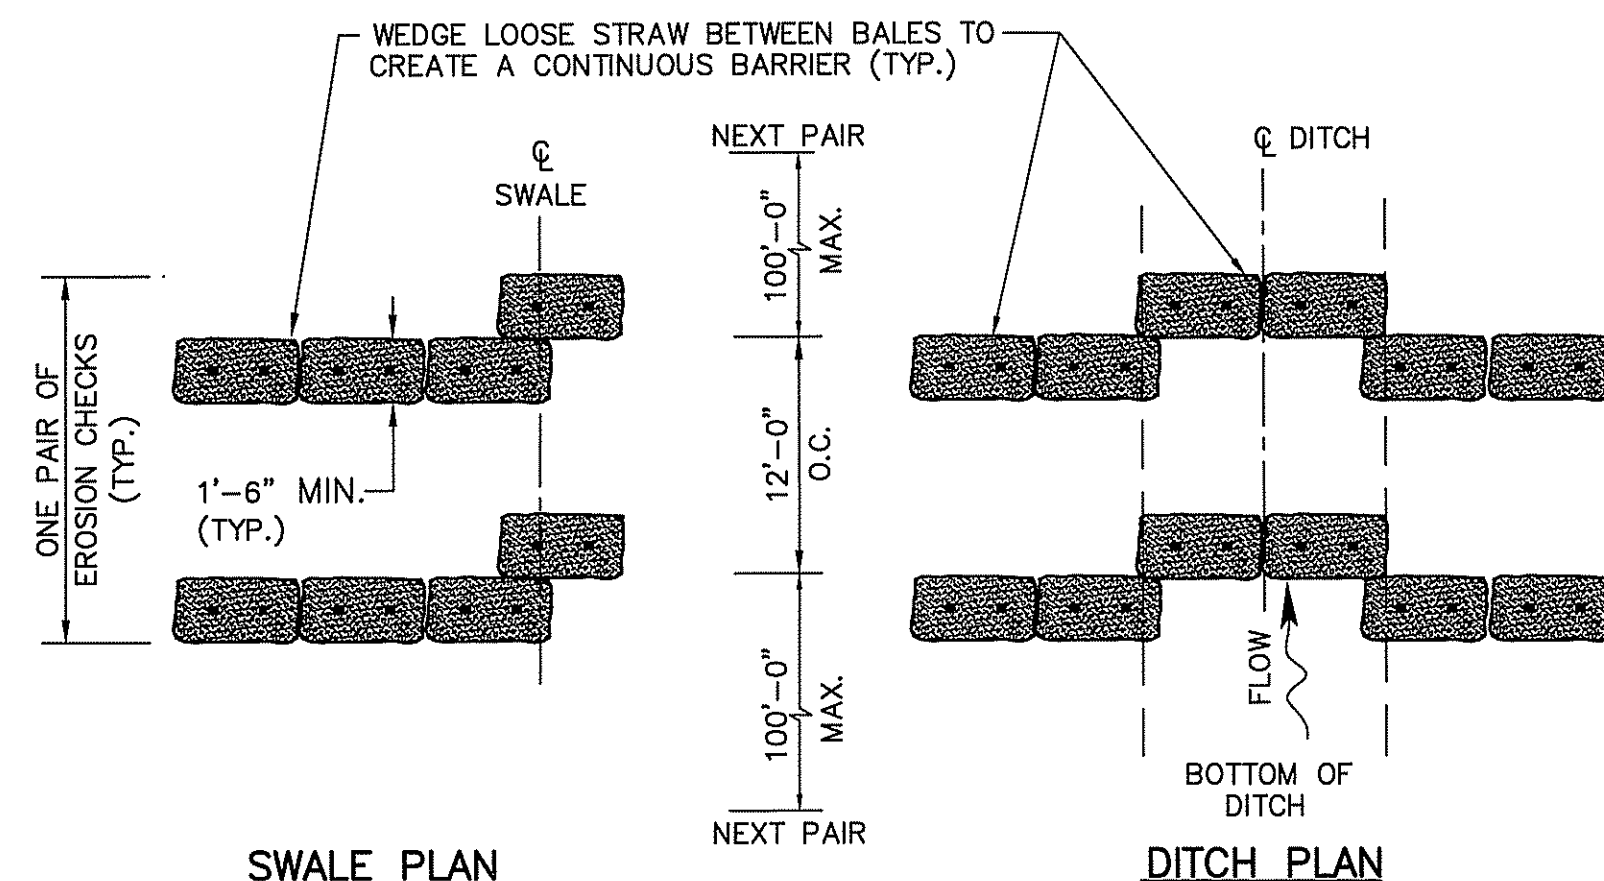 WEDGE LOOSE STRAW BETWEEN BALES TO
CREATE A CONTINUOUS BARRIER (TYP.)
NEXT PAIR
℄ DITCH
℄
SWALE
100'-0"
MAX.
ONE PAIR OF
EROSION CHECKS
(TYP.)
1'-6" MIN.
(TYP.)
12'-0"
O.C.
100'-0"
MAX.
FLOW
BOTTOM OF
DITCH
NEXT PAIR
SWALE PLAN
DITCH PLAN